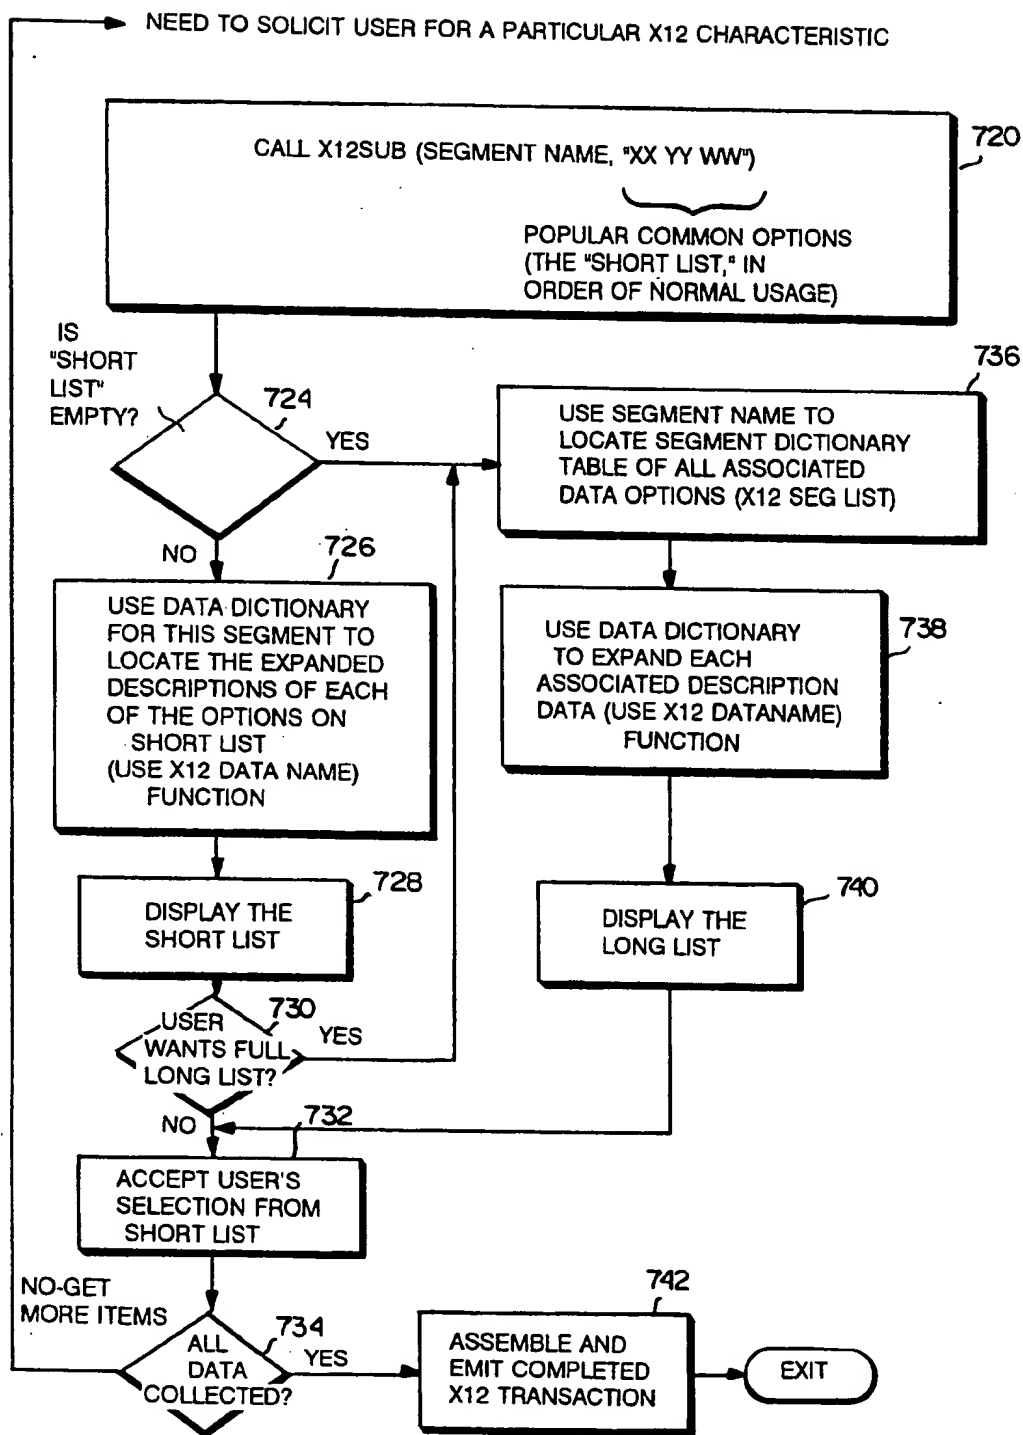 NEED TO SOLICIT USER FOR A PARTICULAR X12 CHARACTERISTIC
720
CALL X12SUB (SEGMENT NAME, "XX YY WW")
POPULAR COMMON OPTIONS
(THE "SHORT LIST," IN
ORDER OF NORMAL USAGE)
IS
"SHORT
LIST"
EMPTY?
724
YES
NO
736
USE SEGMENT NAME TO
LOCATE SEGMENT DICTIONARY
TABLE OF ALL ASSOCIATED
DATA OPTIONS (X12 SEG LIST)
726
USE DATA DICTIONARY
FOR THIS SEGMENT TO
LOCATE THE EXPANDED
DESCRIPTIONS OF EACH
OF THE OPTIONS ON
SHORT LIST
(USE X12 DATA NAME)
FUNCTION
738
USE DATA DICTIONARY
TO EXPAND EACH
ASSOCIATED DESCRIPTION
DATA (USE X12 DATANAME)
FUNCTION
728
DISPLAY THE
SHORT LIST
740
DISPLAY THE
LONG LIST
730
USER
WANTS FULL
LONG LIST?
YES
NO
732
ACCEPT USER'S
SELECTION FROM
SHORT LIST
NO-GET
MORE ITEMS
734
ALL
DATA
COLLECTED?
YES
742
ASSEMBLE AND
EMIT COMPLETED
X12 TRANSACTION
EXIT